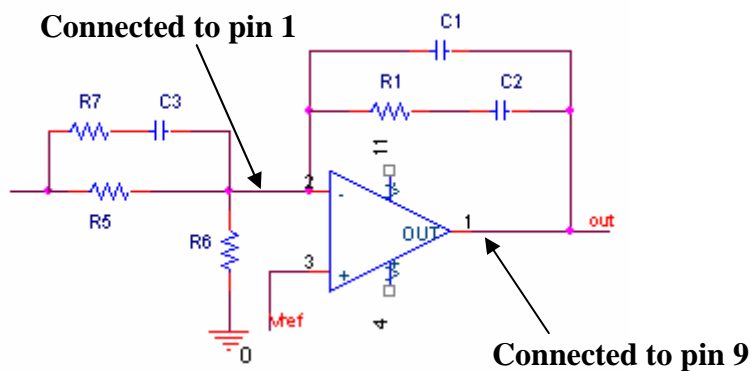 Connected to pin 1
C1
R1
C2
R7
C3
11
2
-
R5
OUT
1
out
R6
3
+
vref
4
0
Connected to pin 9